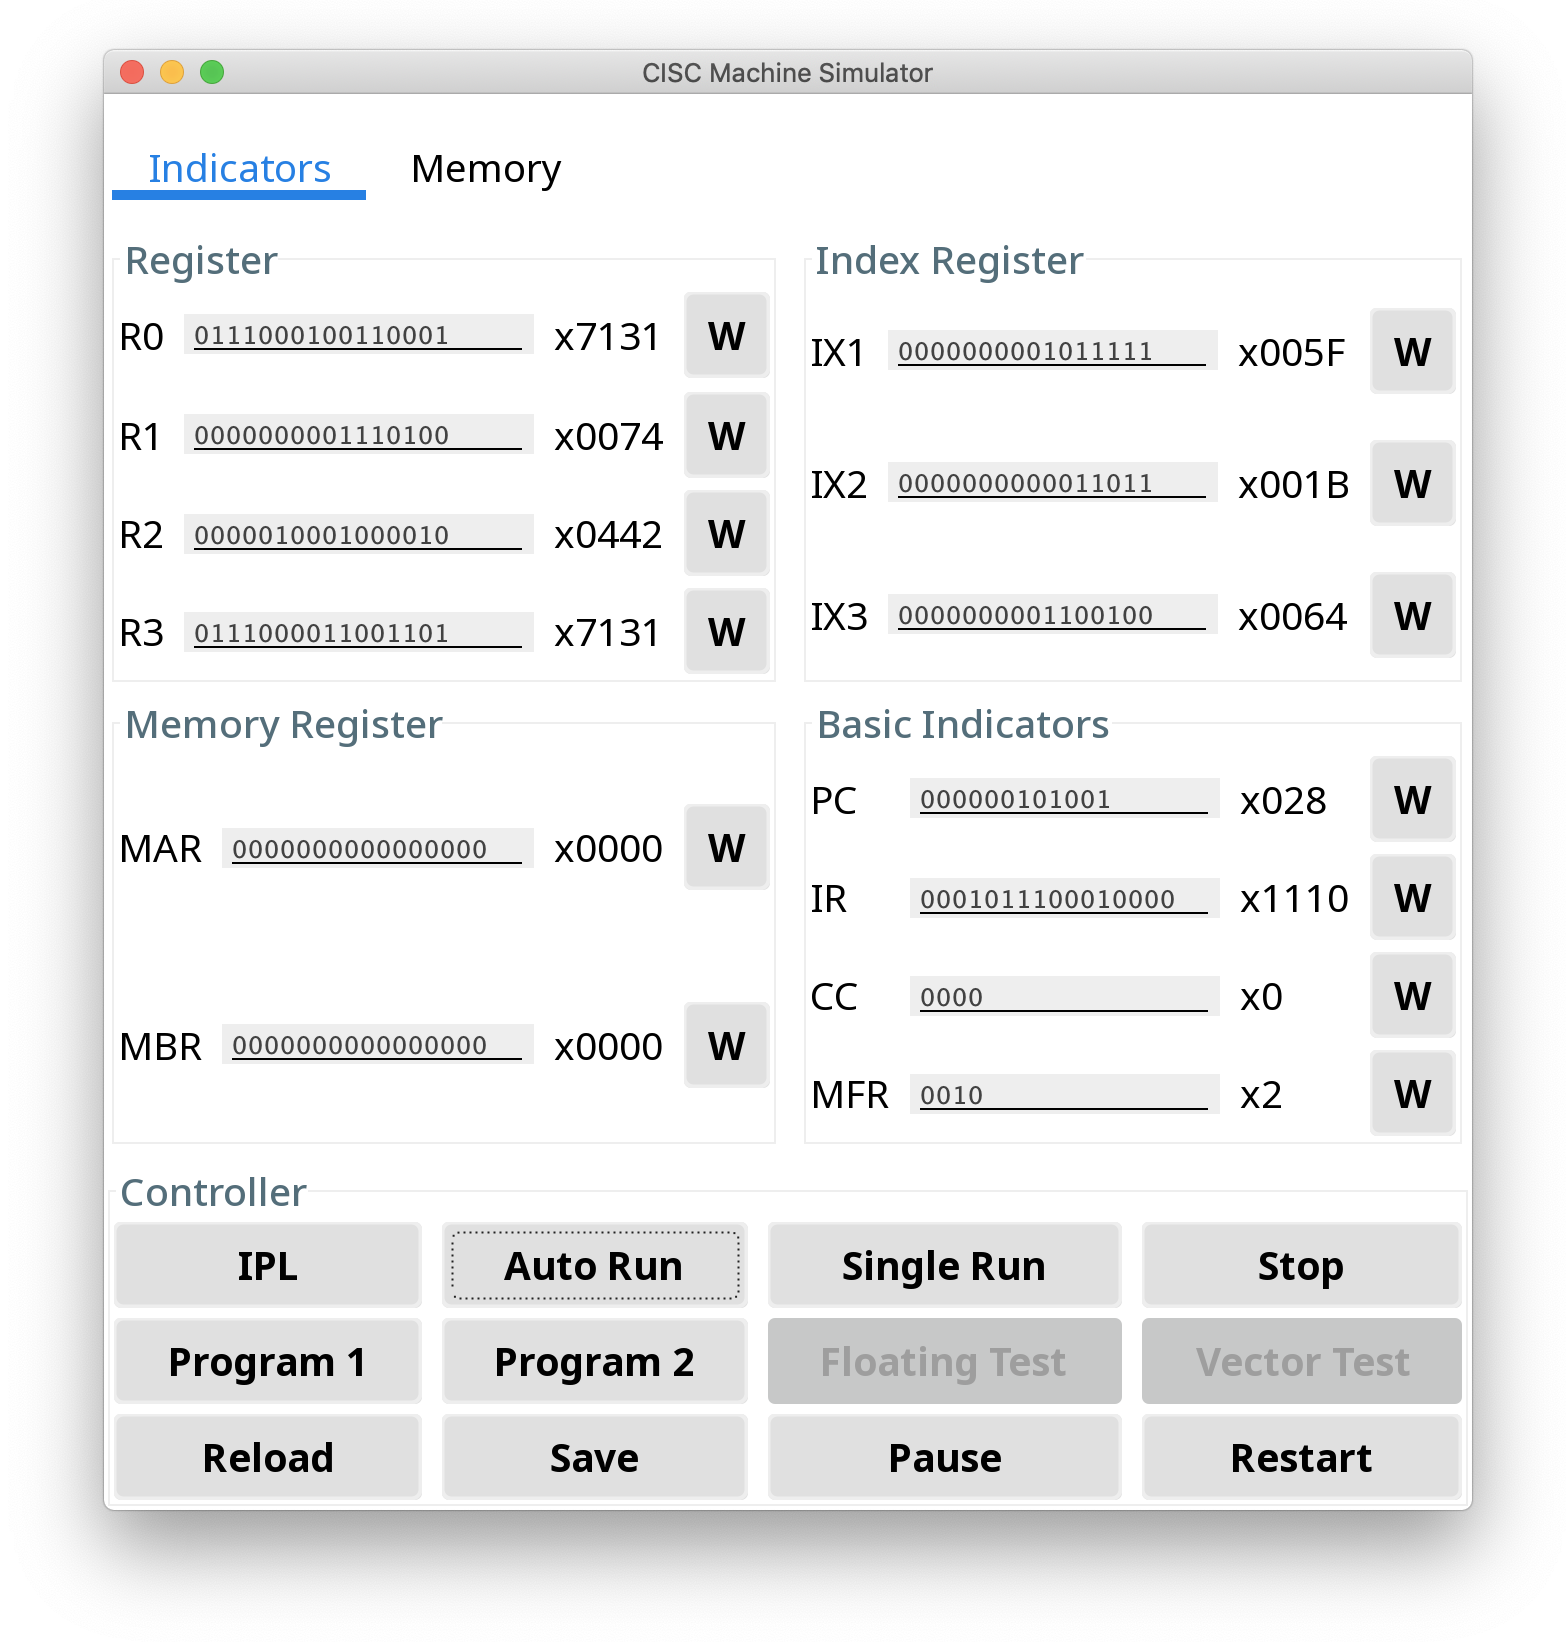 CISC Machine Simulator
Indicators Memory
Register
R0 0111000100110001 x7131 W
R1 0000000001110100 x0074 W
R2 0000010001000010 x0442 W
R3 0111000011001101 x7131 W
Index Register
IX1 0000000001011111 x005F W
IX2 0000000000011011 x001B W
IX3 0000000001100100 x0064 W
Memory Register
MAR 0000000000000000 x0000 W
MBR 0000000000000000 x0000 W
Basic Indicators
PC 000000101001 x028 W
IR 0001011100010000 x1110 W
CC 0000 x0 W
MFR 0010 x2 W
Controller
IPL Auto Run Single Run Stop
Program 1 Program 2 Floating Test Vector Test
Reload Save Pause Restart